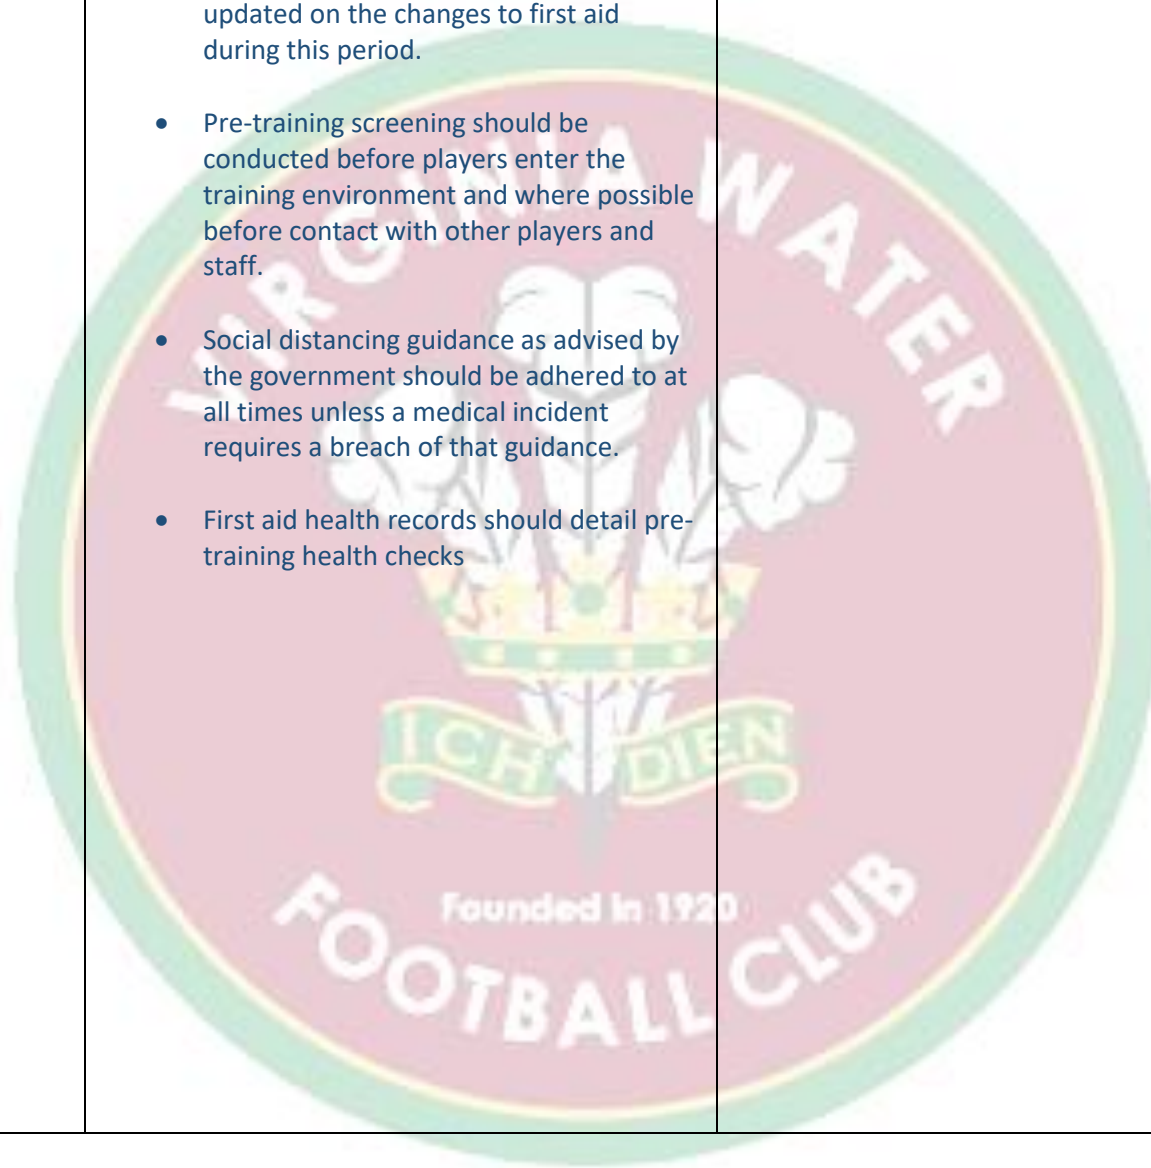 updated on the changes to first aid
during this period.
• Pre-training screening should be
conducted before players enter the
training environment and where possible
before contact with other players and
staff.
• Social distancing guidance as advised by
the government should be adhered to at
all times unless a medical incident
requires a breach of that guidance.
• First aid health records should detail pre-
training health checks
VIRGINIA WATER
ICH DIEN
Founded in 1920
FOOTBALL CLUB